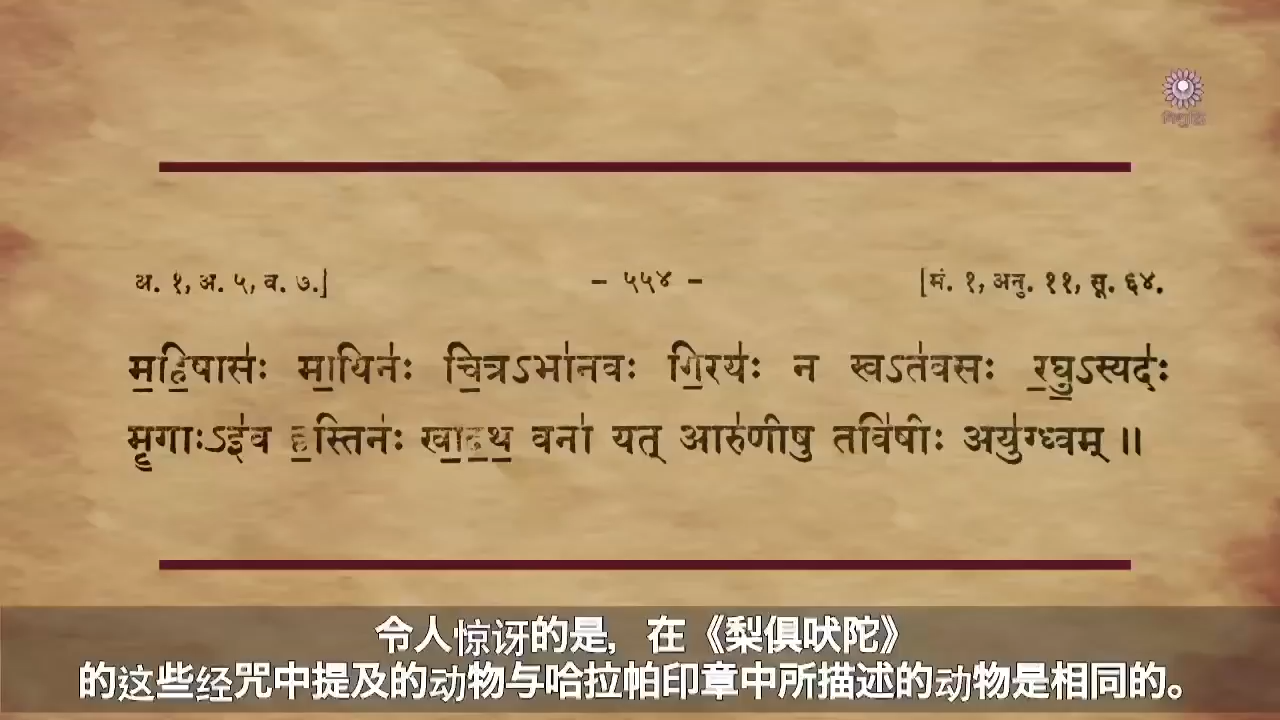 अ. १, अ. ५, व. ७.] – ५५४ – [मं. १, अनु. ११, सू. ६४.
म॒हि॒षासः॑ मा॒यिनः॑ चि॒त्रऽभा॑नवः गि॒रयः॑ न स्वऽत॑वसः र॒घु॒ऽस्यदः॑
मृ॒गाःऽइ॑व ह॒स्तिनः॑ खा॒द॒थ॒ वना॑ यत् आरु॑णीषु तवि॑षीः अयु॑ग्ध्वम् ॥
令人惊讶的是，在《梨俱吠陀》
的这些经咒中提及的动物与哈拉帕印章中所描述的动物是相同的。